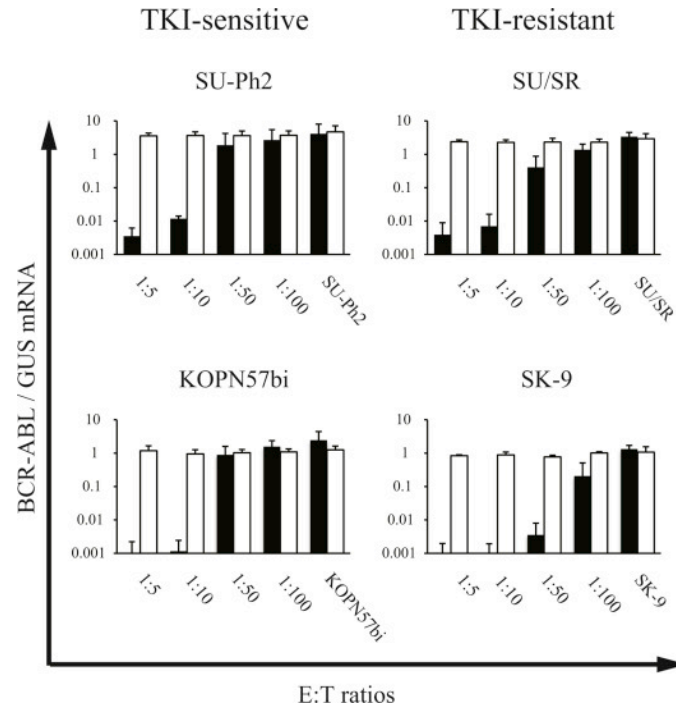 TKI-sensitive TKI-resistant
SU-Ph2 SU/SR
10 10
1 1
0.1 0.1
0.01 0.01
0.001 0.001
1:5 1:10 1:50 1:100 SU-Ph2 1:5 1:10 1:50 1:100 SU/SR
KOPN57bi SK-9
10 10
1 1
0.1 0.1
0.01 0.01
0.001 0.001
1:5 1:10 1:50 1:100 KOPN57bi 1:5 1:10 1:50 1:100 SK-9
BCR-ABL / GUS mRNA
E:T ratios